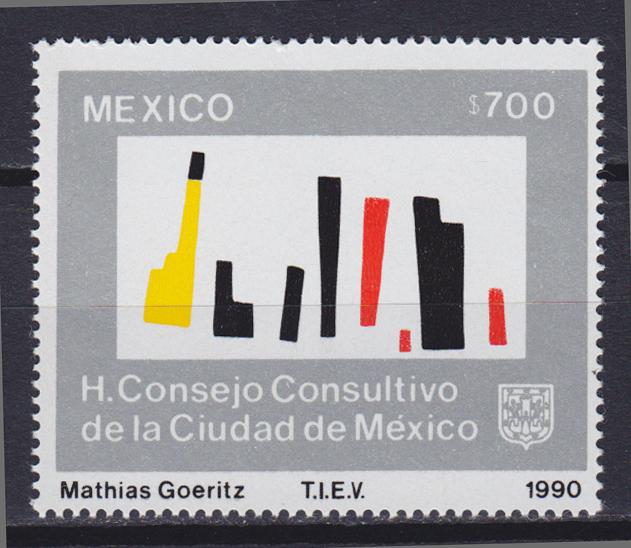 MEXICO $700
H. Consejo Consultivo
de la Ciudad de México
Mathias Goeritz T.I.E.V. 1990